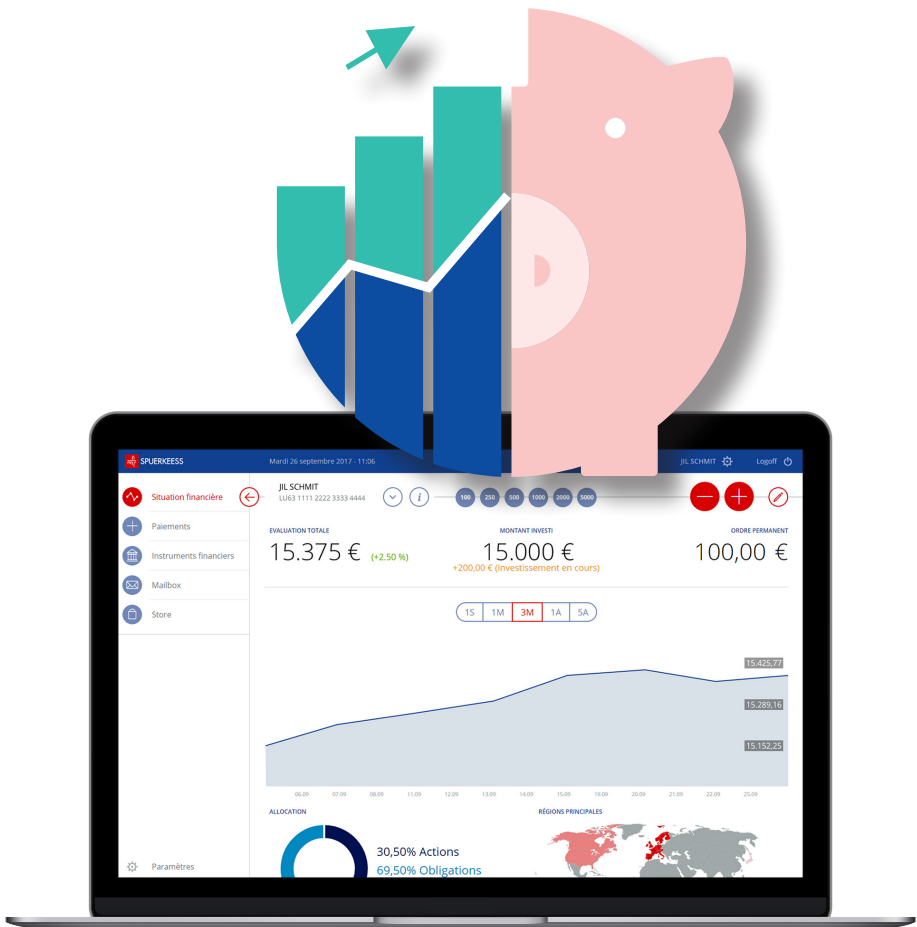 SPUERKEESS
Mardi 26 septembre 2017 - 11:06
JIL SCHMIT
Logoff
Situation financière
Paiements
Instruments financiers
Mailbox
Store
Paramètres
JIL SCHMIT
LU63 1111 2222 3333 4444
i
100 250 500 1000 2000 5000
EVALUATION TOTALE
15.375 € (+2.50 %)
MONTANT INVESTI
15.000 €
+200,00 € (Investissement en cours)
ORDRE PERMANENT
100,00 €
1S 1M 3M 1A 5A
15.425,77
15.289,16
15.152,25
06.09 07.09 08.09 11.09 12.09 13.09 14.09 15.09 19.09 20.09 21.09 22.09 25.09
ALLOCATION
30,50% Actions
69,50% Obligations
RÉGIONS PRINCIPALES